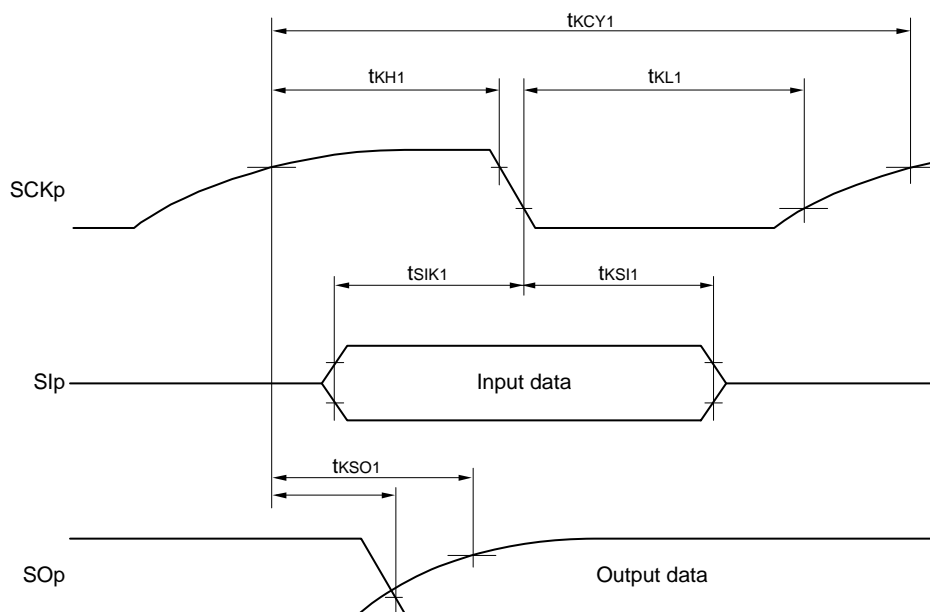 tKCY1
tKH1
tKL1
SCKp
tSIK1
tKSI1
SIp
Input data
tKSO1
SOp
Output data